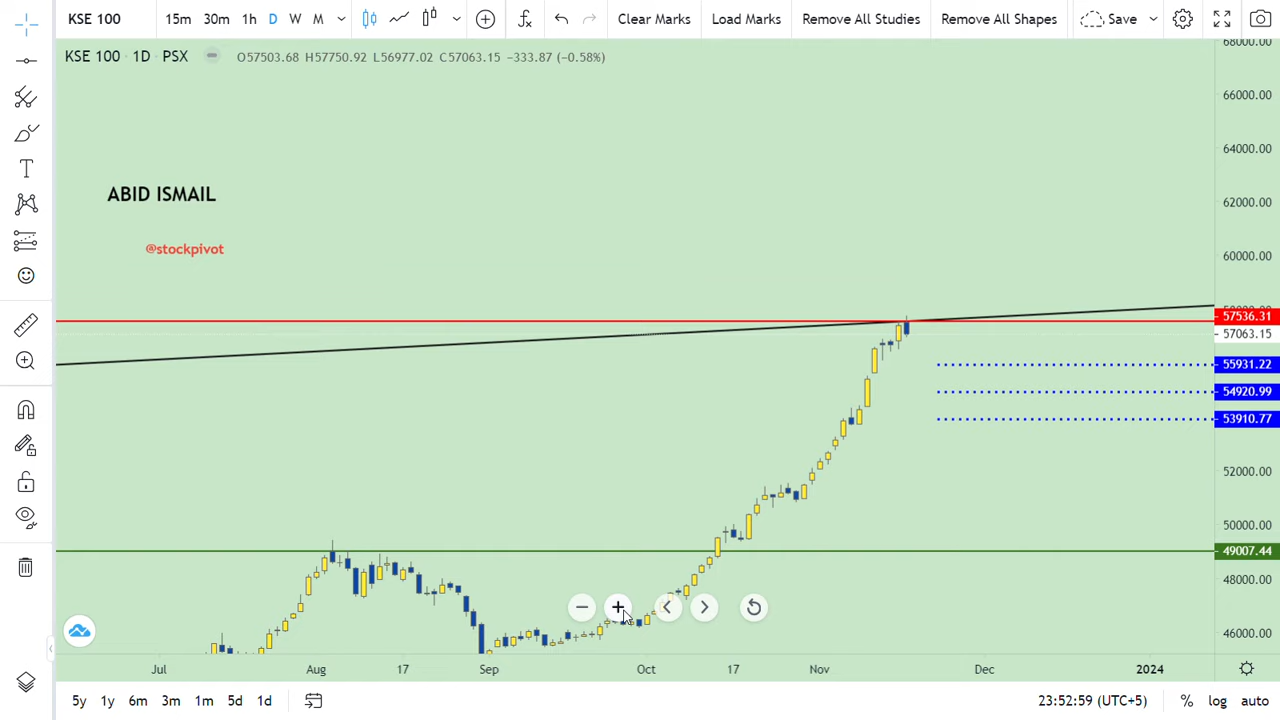 KSE 100 15m 30m 1h D W M Clear Marks Load Marks Remove All Studies Remove All Shapes Save
KSE 100 1D PSX O57503.68 H57750.92 L56977.02 C57063.15 −333.87 (−0.58%)
66000.00
64000.00
ABID ISMAIL
62000.00
@stockpivot
60000.00
57536.31
57063.15
55931.22
54920.99
53910.77
52000.00
50000.00
49007.44
48000.00
46000.00
Jul Aug 17 Sep Oct 17 Nov Dec 2024
5y 1y 6m 3m 1m 5d 1d 23:52:59 (UTC+5) % log auto